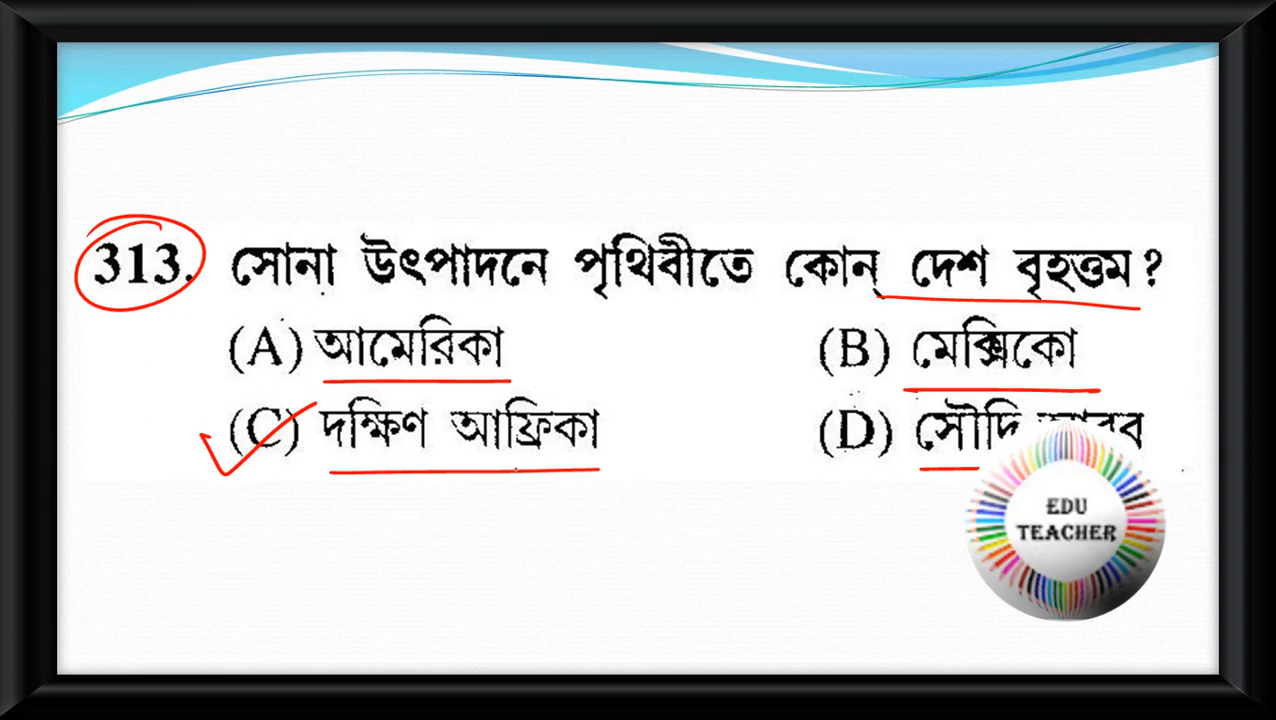 313. সোনা উৎপাদনে পৃথিবীতে কোন্ দেশ বৃহত্তম?
(A) আমেরিকা (B) মেক্সিকো
(C) দক্ষিণ আফ্রিকা (D) সৌদি
EDU
TEACHER